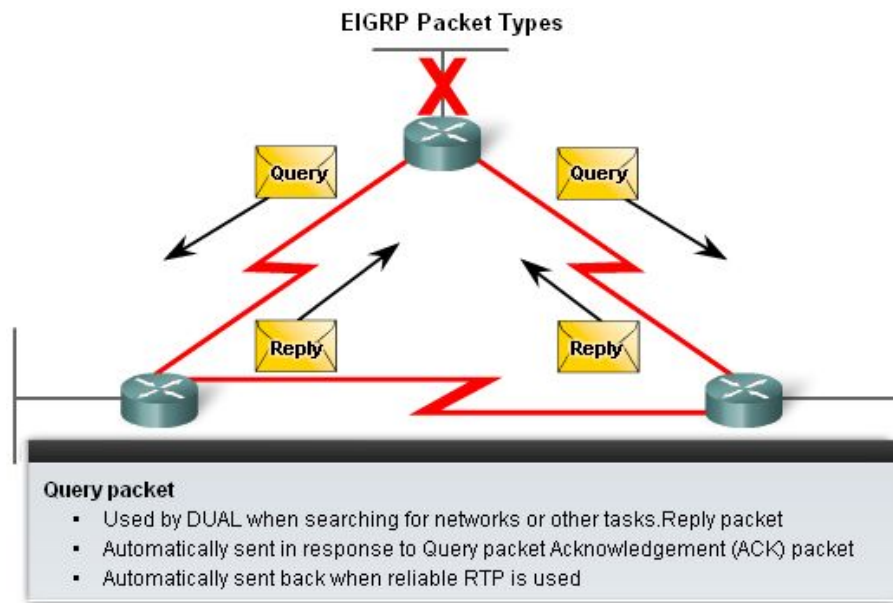 EIGRP Packet Types
Query
Query
Reply
Reply
Query packet
▪ Used by DUAL when searching for networks or other tasks.Reply packet
▪ Automatically sent in response to Query packet Acknowledgement (ACK) packet
▪ Automatically sent back when reliable RTP is used